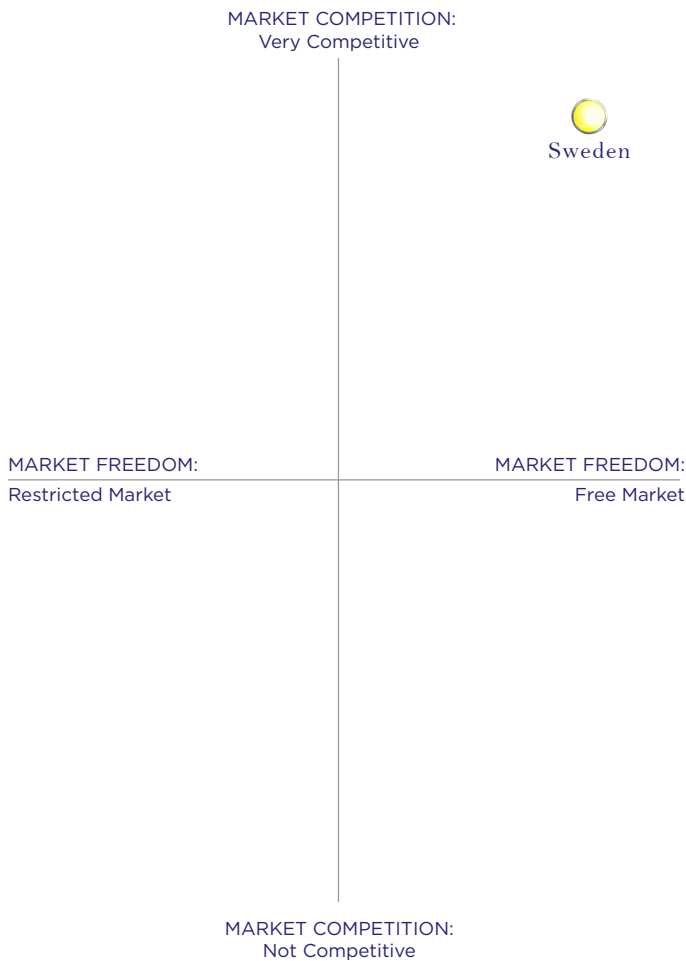 MARKET COMPETITION:
Very Competitive
Sweden
MARKET FREEDOM:
Restricted Market
MARKET FREEDOM:
Free Market
MARKET COMPETITION:
Not Competitive